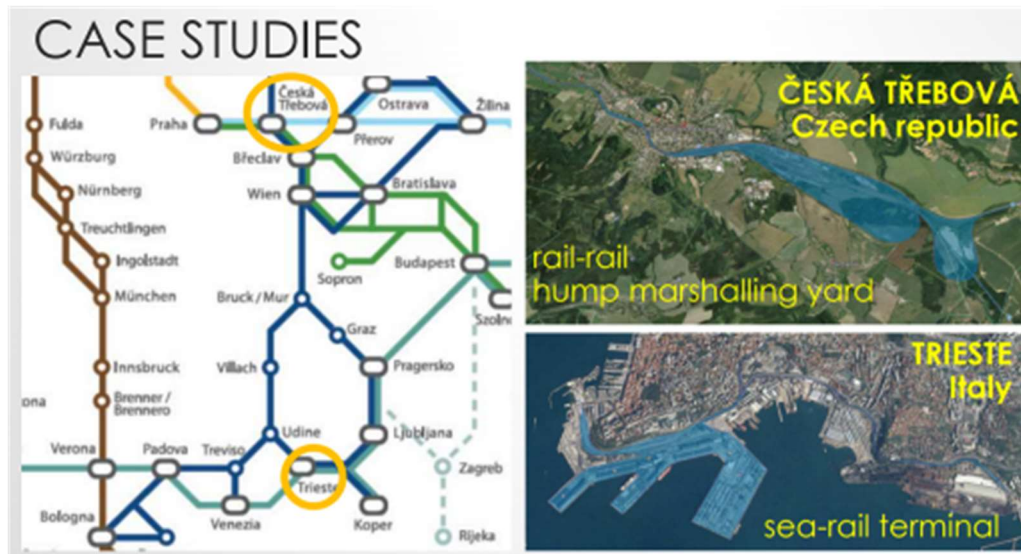 CASE STUDIES
Česká
Třebová
Ostrava
Žilina
Praha
Přerov
Fulda
Würzburg
Břeclav
Nürnberg
Wien
Bratislava
Treuchtlingen
Ingolstadt
Sopron
Budapest
München
Bruck / Mur
Szoln
Graz
Innsbruck
Villach
Pragersko
ona
Brenner /
Brennero
Verona
Padova
Treviso
Udine
Ljubljana
Trieste
Zagreb
Venezia
Koper
Bologna
Rijeka
ČESKÁ TŘEBOVÁ
Czech republic
rail-rail
hump marshalling yard
TRIESTE
Italy
sea-rail terminal